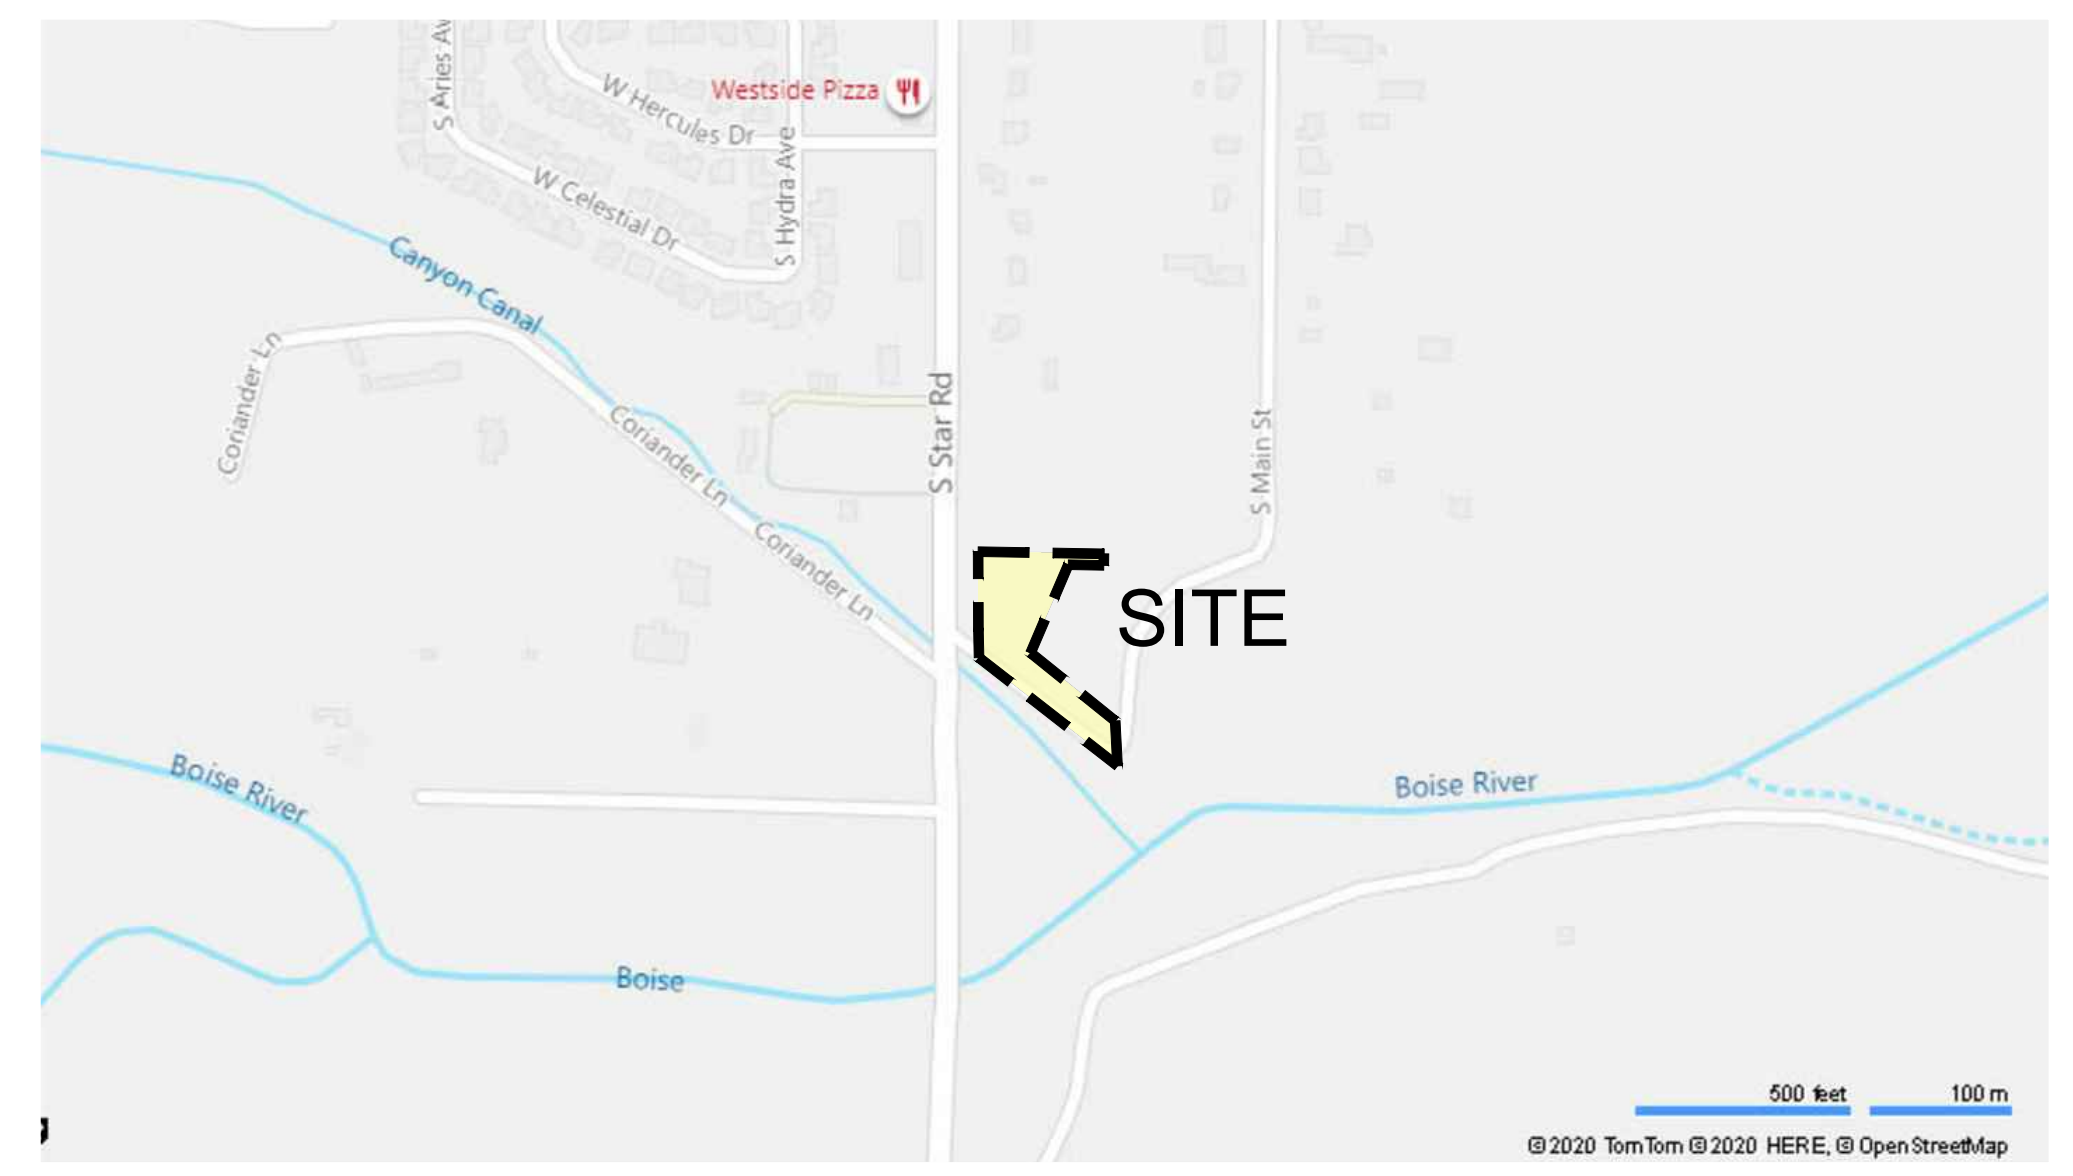 S Aries Av
W Hercules Dr
Westside Pizza
S Hydra Ave
W Celestial Dr
Canyon Canal
Coriander Ln
S Star Rd
Coriander Ln
S Main St
Coriander Ln
SITE
Boise River
Boise River
Boise
500 feet
100 m
©2020 TomTom ©2020 HERE, © OpenStreetMap